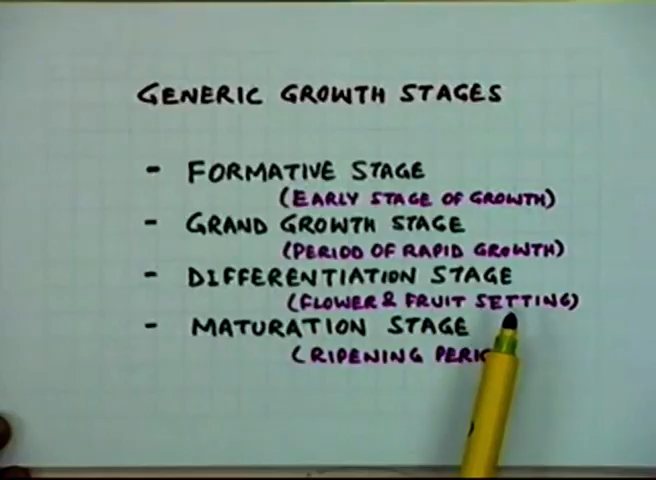 GENERIC GROWTH STAGES
- FORMATIVE STAGE
(EARLY STAGE OF GROWTH)
- GRAND GROWTH STAGE
(PERIOD OF RAPID GROWTH)
- DIFFERENTIATION STAGE
(FLOWER & FRUIT SETTING)
- MATURATION STAGE
(RIPENING